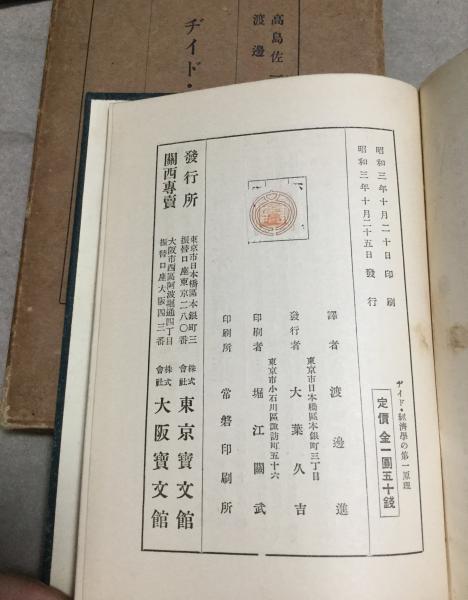 高島佐一
渡邊
ヂイド・
昭和三年十月二十日印刷
昭和三年十月二十五日發行
ヂイド・經濟學の第一原理
定價金一圓五十錢
譯者 渡邊進
東京市日本橋區本銀町三丁目
發行者 大葉久吉
東京市小石川區諏訪町五十六
印刷者 堀江關武
印刷所 常磐印刷所
發行所
東京市日本橋區本銀町三
振替口座東京二八〇番
株式會社 東京寶文館
關西專賣
大阪市西區阿波堀通四丁目
振替口座大阪四三番
株式會社 大阪寶文館